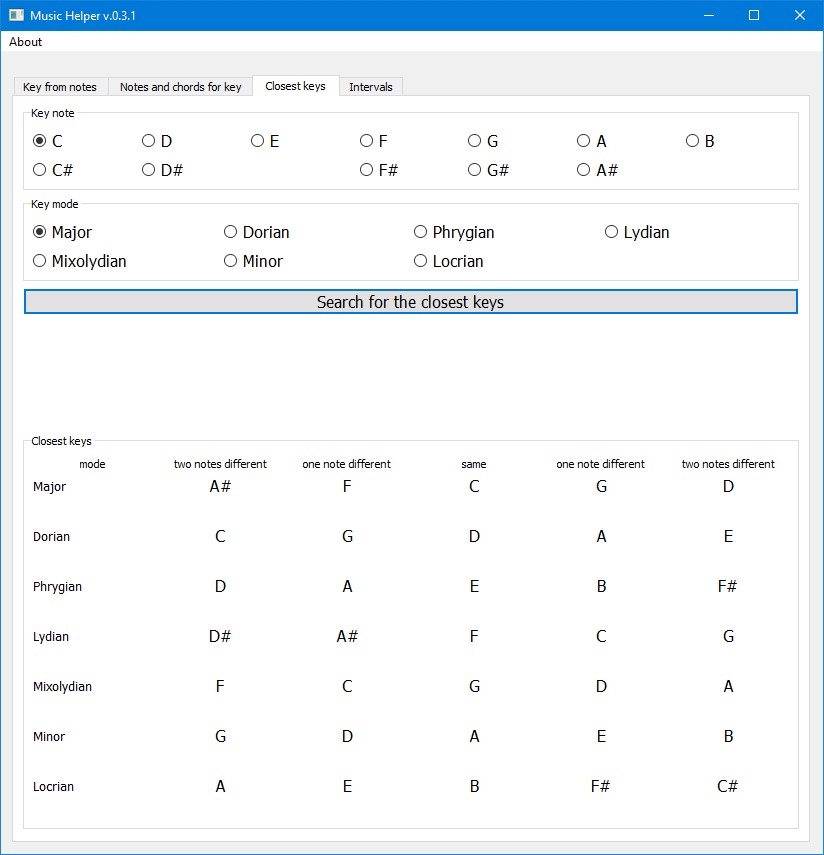 Music Helper v.0.3.1
About
Key from notes Notes and chords for key Closest keys Intervals
Key note
C D E F G A B
C# D# F# G# A#
Key mode
Major Dorian Phrygian Lydian
Mixolydian Minor Locrian
Search for the closest keys
Closest keys
mode two notes different one note different same one note different two notes different
Major A# F C G D
Dorian C G D A E
Phrygian D A E B F#
Lydian D# A# F C G
Mixolydian F C G D A
Minor G D A E B
Locrian A E B F# C#